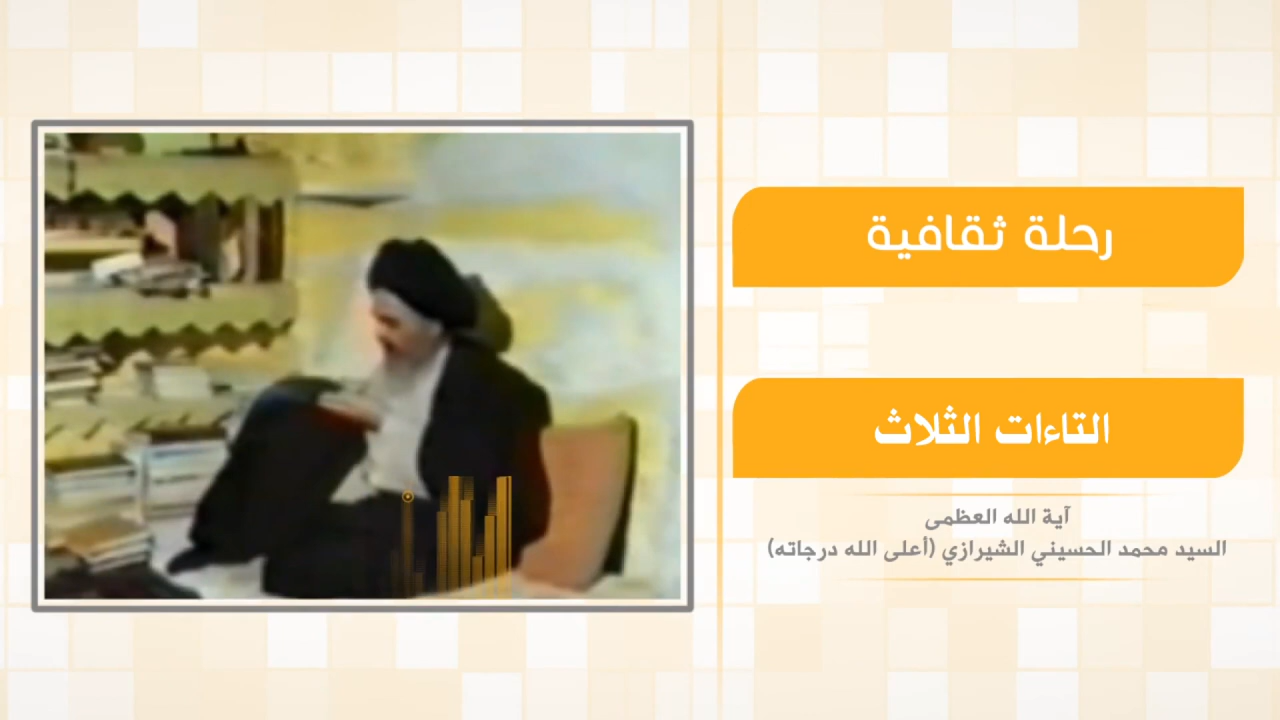 رحلة ثقافية
التاءات الثلاث
آية الله العظمى
السيد محمد الحسيني الشيرازي (أعلى الله درجاته)